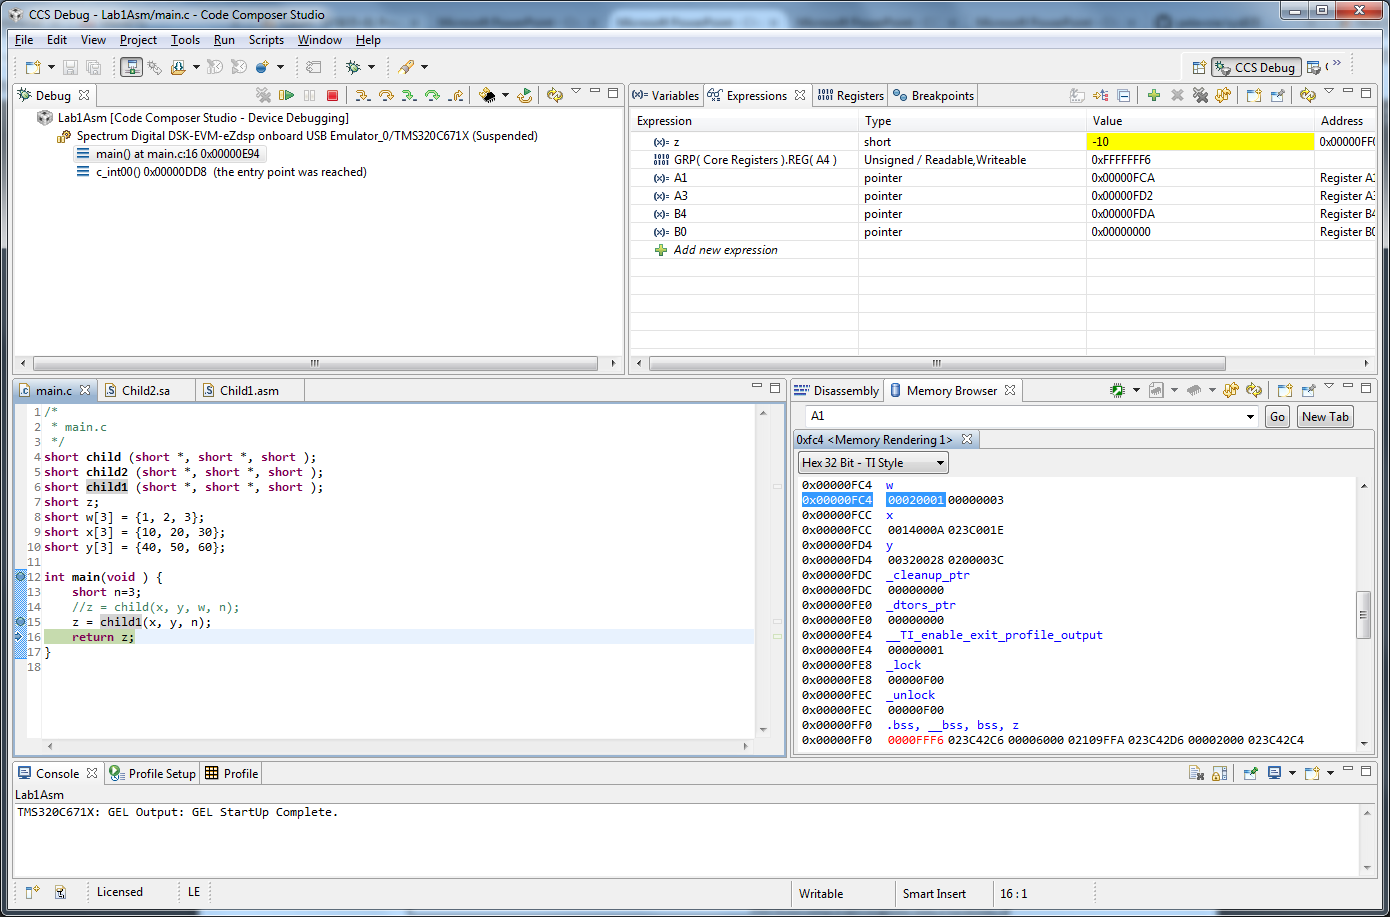 CCS Debug - Lab1Asm/main.c - Code Composer Studio
File Edit View Project Tools Run Scripts Window Help
CCS Debug
Debug
Lab1Asm [Code Composer Studio - Device Debugging]
Spectrum Digital DSK-EVM-eZdsp onboard USB Emulator_0/TMS320C671X (Suspended)
main() at main.c:16 0x00000E94
c_int00() 0x00000DD8 (the entry point was reached)
(x)= Variables Expressions Registers Breakpoints
Expression Type Value Address
(x)= z short -10 0x00000FF0
GRP( Core Registers ).REG( A4 ) Unsigned / Readable,Writeable 0xFFFFFFF6
(x)= A1 pointer 0x00000FCA Register A1
(x)= A3 pointer 0x00000FD2 Register A3
(x)= B4 pointer 0x00000FDA Register B4
(x)= B0 pointer 0x00000000 Register B0
Add new expression
main.c Child2.sa Child1.asm
1 /*
2 * main.c
3 */
4 short child (short *, short *, short );
5 short child2 (short *, short *, short );
6 short child1 (short *, short *, short );
7 short z;
8 short w[3] = {1, 2, 3};
9 short x[3] = {10, 20, 30};
10 short y[3] = {40, 50, 60};
11
12 int main(void ) {
13 short n=3;
14 //z = child(x, y, w, n);
15 z = child1(x, y, n);
16 return z;
17 }
18
Disassembly Memory Browser
A1 Go New Tab
0xfc4 <Memory Rendering 1>
Hex 32 Bit - TI Style
0x00000FC4 w
0x00000FC4 00020001 00000003
0x00000FCC x
0x00000FCC 0014000A 023C001E
0x00000FD4 y
0x00000FD4 00320028 0200003C
0x00000FDC _cleanup_ptr
0x00000FDC 00000000
0x00000FE0 _dtors_ptr
0x00000FE0 00000000
0x00000FE4 __TI_enable_exit_profile_output
0x00000FE4 00000001
0x00000FE8 _lock
0x00000FE8 00000F00
0x00000FEC _unlock
0x00000FEC 00000F00
0x00000FF0 .bss, __bss, bss, z
0x00000FF0 0000FFF6 023C42C6 00006000 02109FFA 023C42D6 00002000 023C42C4
Console Profile Setup Profile
Lab1Asm
TMS320C671X: GEL Output: GEL StartUp Complete.
Licensed LE Writable Smart Insert 16 : 1